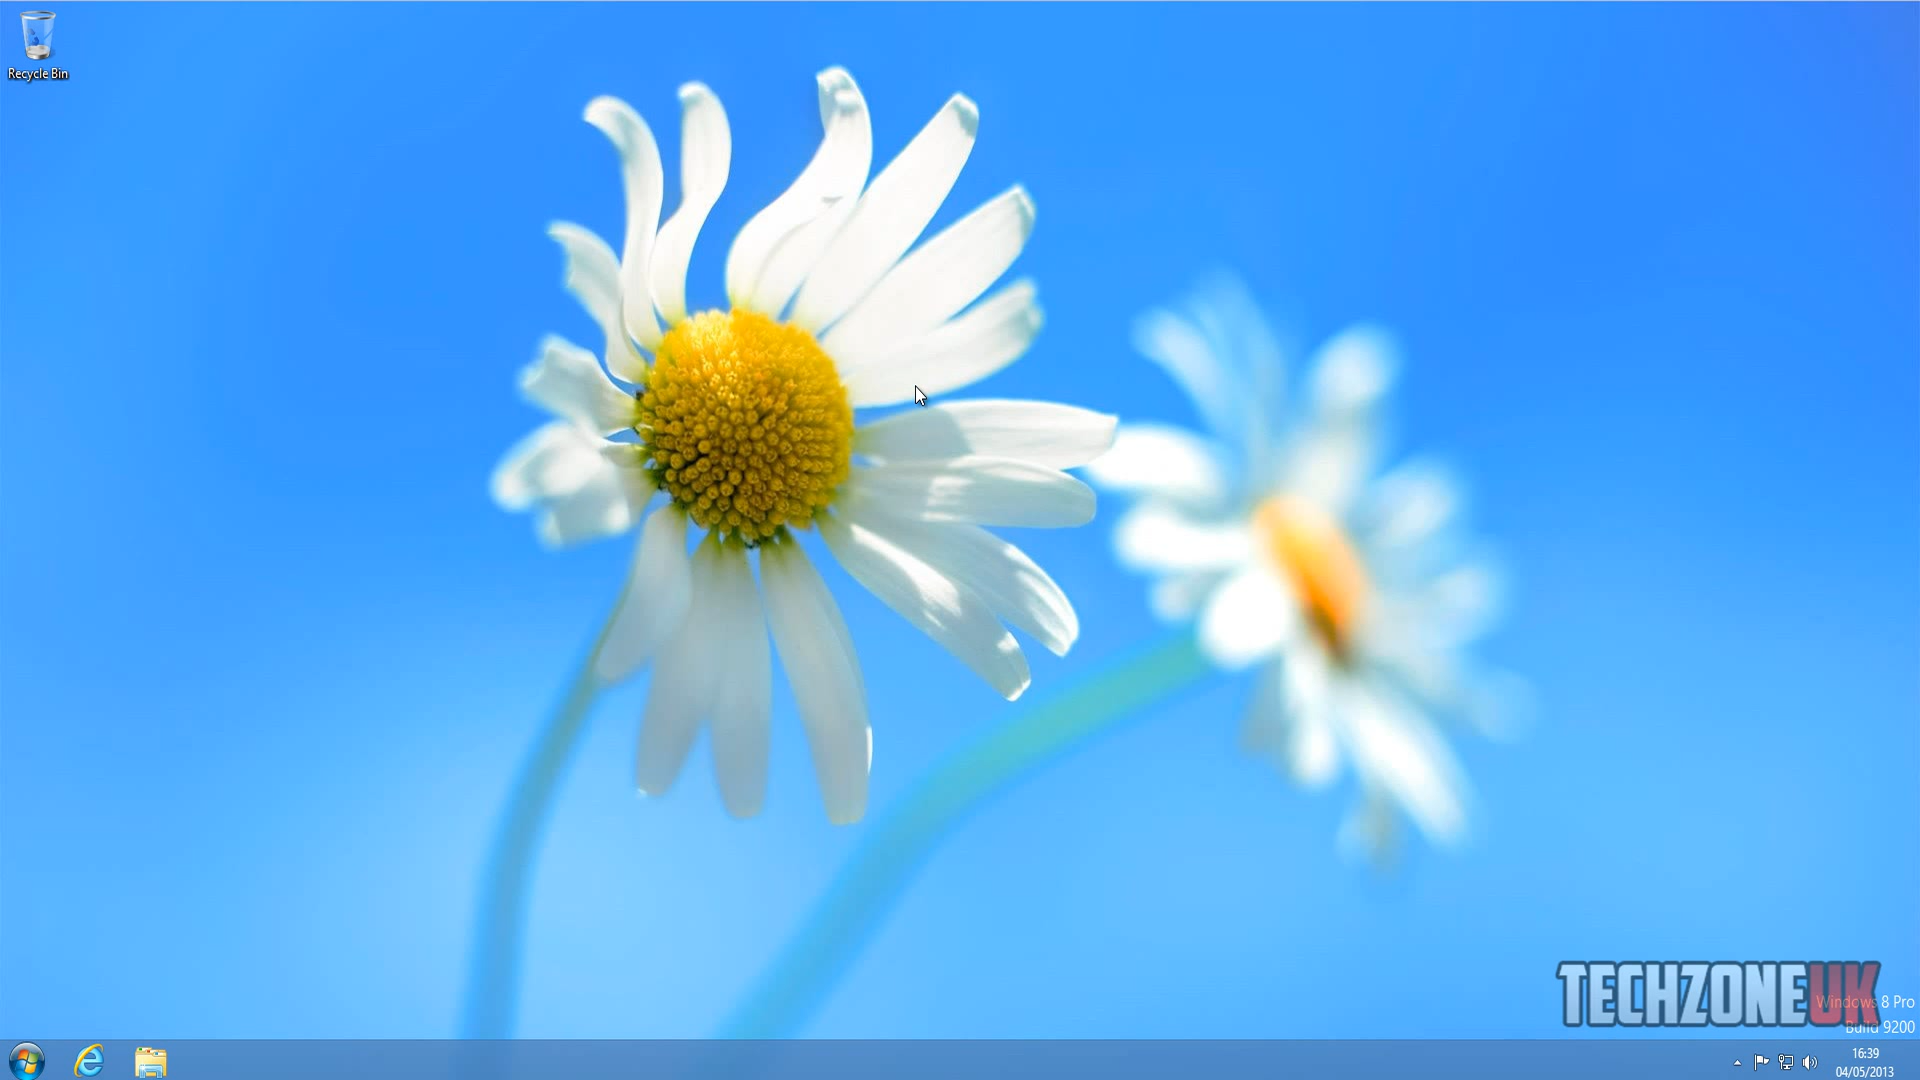 Recycle Bin
TECHZONEUK
Windows 8 Pro
Build 9200
16:39
04/05/2013